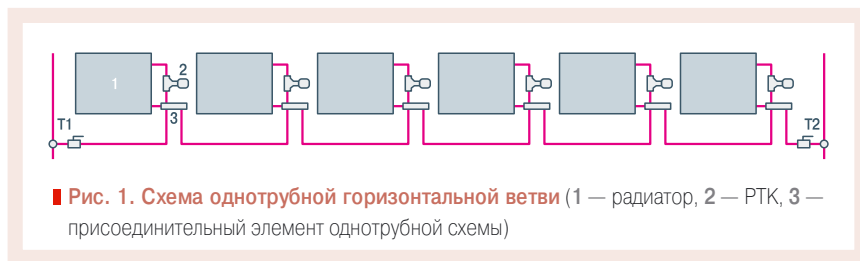 1
2
3
T1
T2
Рис. 1. Схема однотрубной горизонтальной ветви (1 — радиатор, 2 — РТК, 3 —
присоединительный элемент однотрубной схемы)